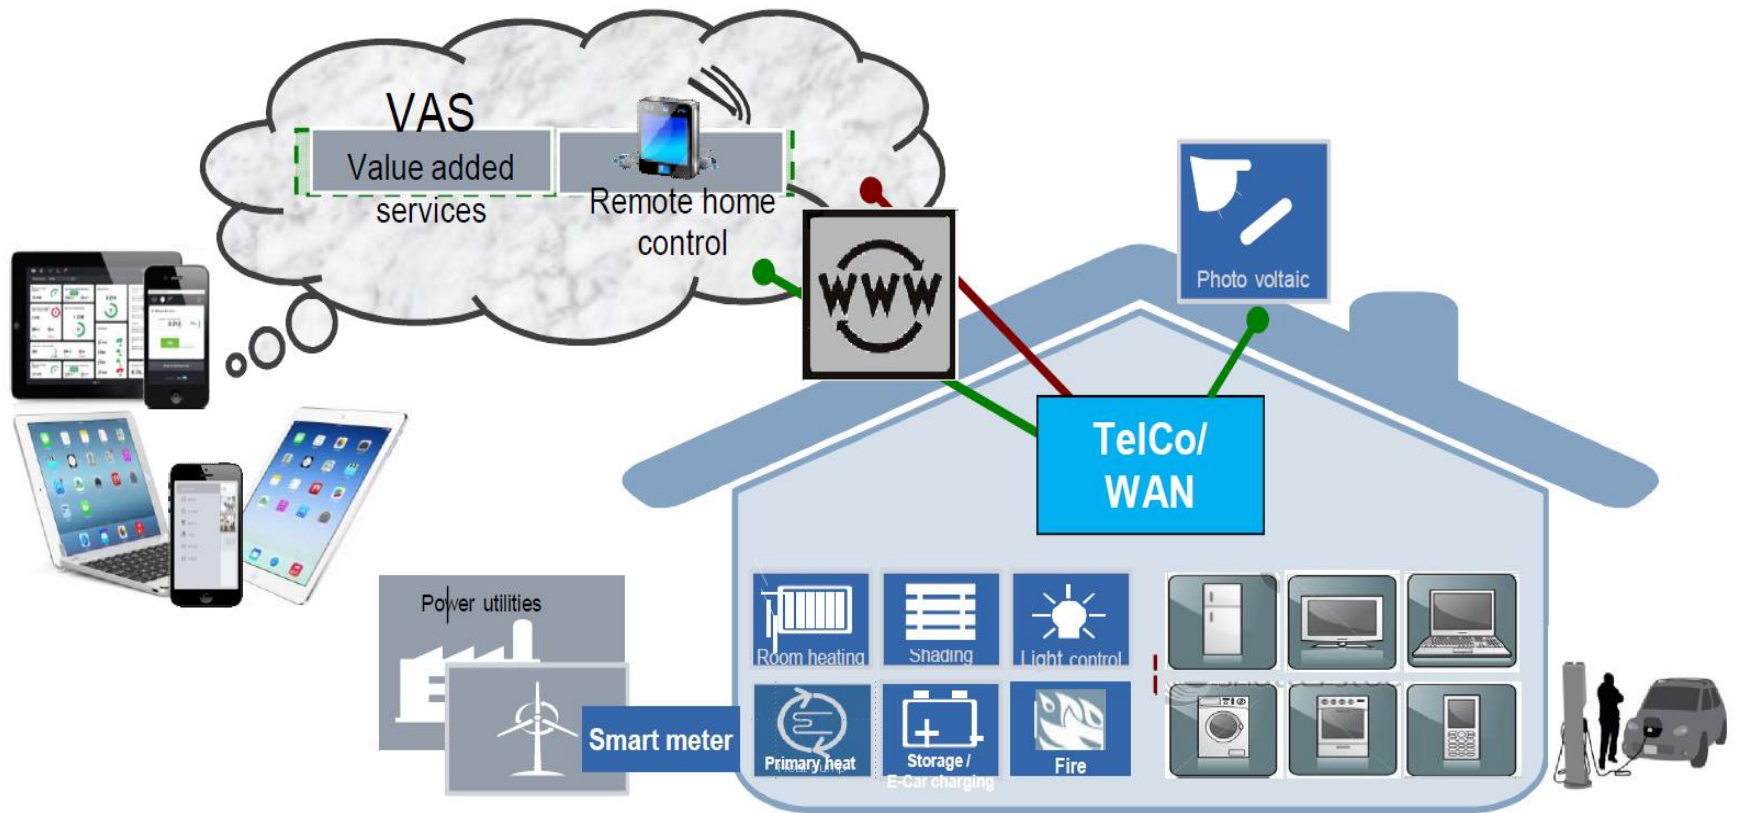 VAS
Value added
services
Remote home
control
WWW
Photo voltaic
TelCo/
WAN
Power utilities
Smart meter
Room heating
Shading
Light control
Primary heat
Storage /
E-Car charging
Fire